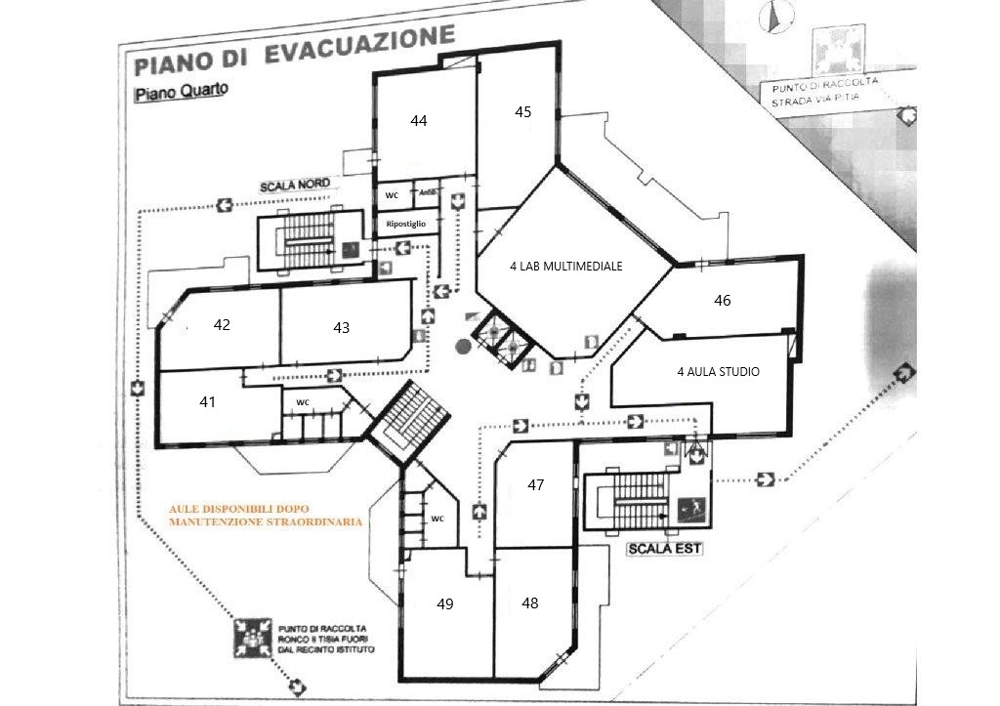 PIANO DI EVACUAZIONE
Piano Quarto
PUNTO DI RACCOLTA
STRADA VIA PITIA
44
45
SCALA NORD
WC
Antib.
Ripostiglio
4 LAB MULTIMEDIALE
42
43
46
4 AULA STUDIO
41
WC
47
WC
AULE DISPONIBILI DOPO
MANUTENZIONE STRAORDINARIA
SCALA EST
49
48
PUNTO DI RACCOLTA
RONCO II TISIA FUORI
DAL RECINTO ISTITUTO